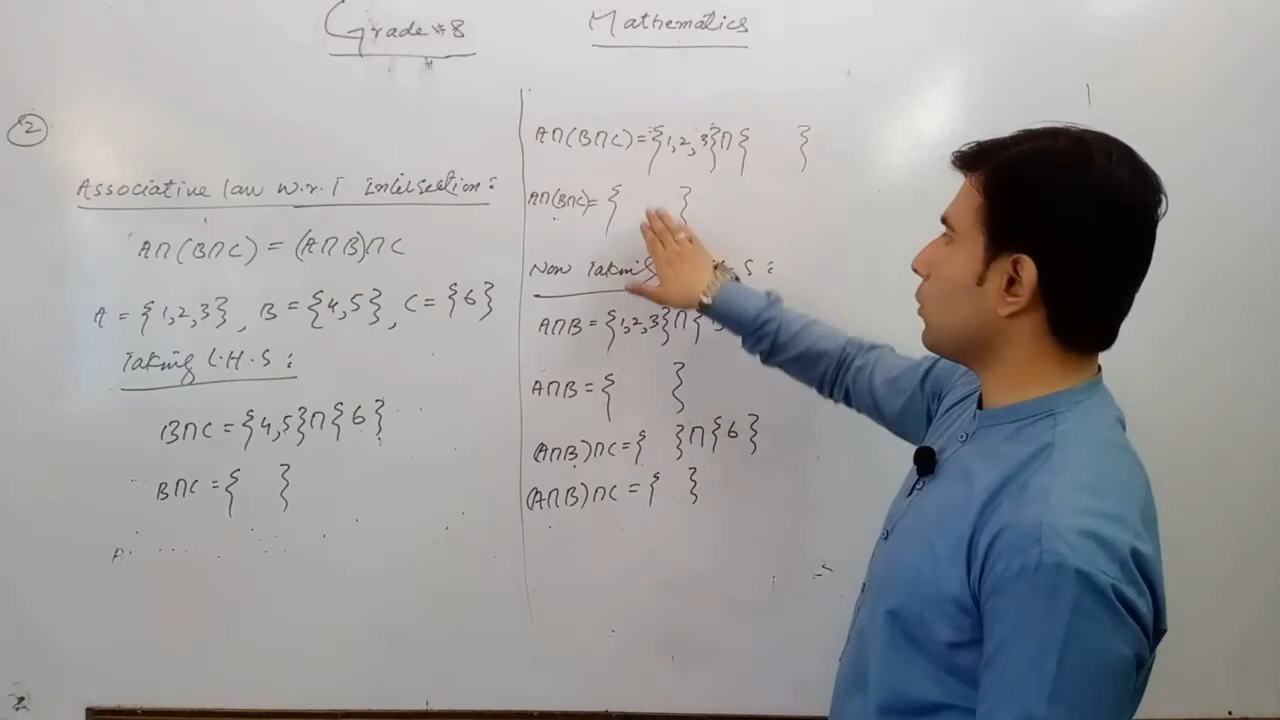 Grade #8
Mathematics
②
Associative law w.r.T Intersection:
A∩(B∩C) = (A∩B)∩C
A = {1,2,3}, B = {4,5}, C = {6}
Taking L.H.S:
B∩C = {4,5}∩{6}
B∩C = { }
A∩(B∩C) = {1,2,3}∩{ }
A∩(B∩C) = { }
Now Taking S:
A∩B = {1,2,3}∩{
A∩B = { }
(A∩B)∩C = { }∩{6}
(A∩B)∩C = { }